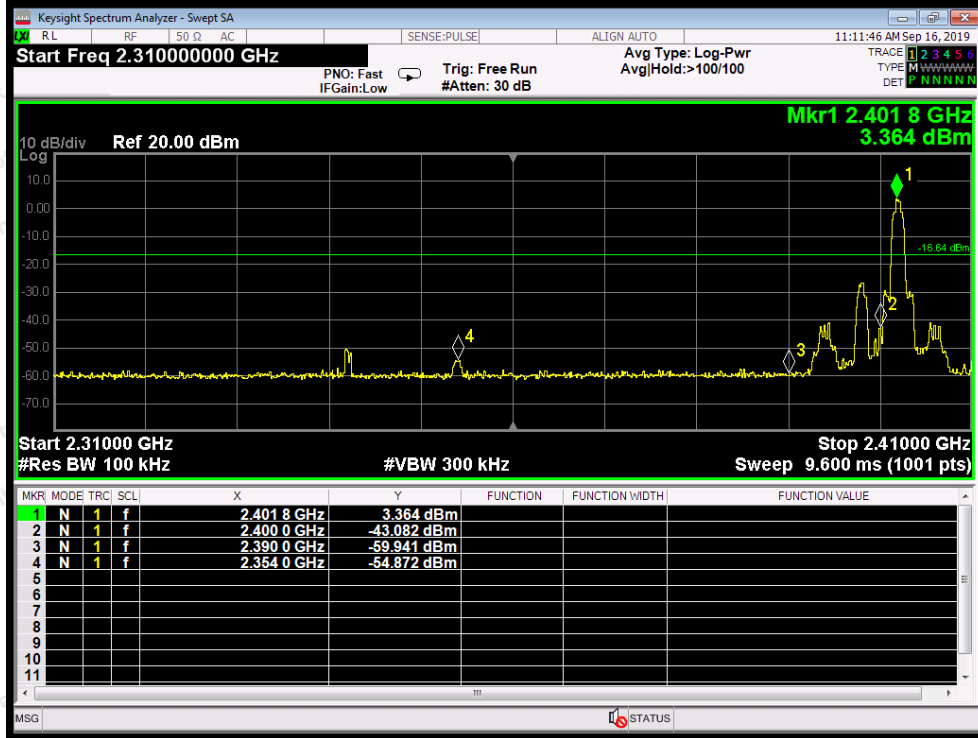 Keysight Spectrum Analyzer - Swept SA
LXI RL RF 50 Ω AC SENSE:PULSE ALIGN AUTO 11:11:46 AM Sep 16, 2019
Start Freq 2.310000000 GHz
PNO: Fast
IFGain:Low
Trig: Free Run
#Atten: 30 dB
Avg Type: Log-Pwr
Avg|Hold:>100/100
TRACE 1 2 3 4 5 6
TYPE M WWWWW
DET P N N N N N
Mkr1 2.401 8 GHz
3.364 dBm
10 dB/div Ref 20.00 dBm
Log
10.0
0.00
-10.0
-20.0
-30.0
-40.0
-50.0
-60.0
-70.0
1
-16.64 dBm
2
3
4
Start 2.31000 GHz Stop 2.41000 GHz
#Res BW 100 kHz #VBW 300 kHz Sweep 9.600 ms (1001 pts)
MKR MODE TRC SCL X Y FUNCTION FUNCTION WIDTH FUNCTION VALUE
1 N 1 f 2.401 8 GHz 3.364 dBm
2 N 1 f 2.400 0 GHz -43.082 dBm
3 N 1 f 2.390 0 GHz -59.941 dBm
4 N 1 f 2.354 0 GHz -54.872 dBm
5
6
7
8
9
10
11
MSG STATUS